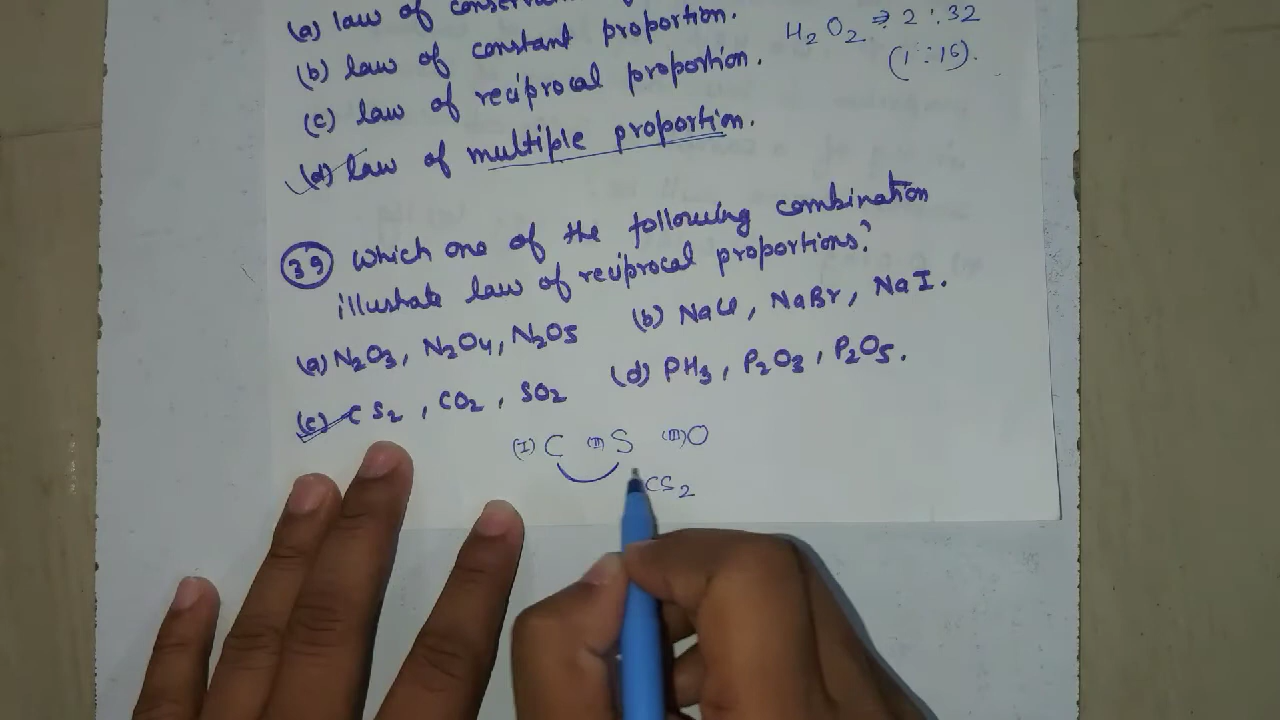 (a) law of
(b) law of constant proportion.
(c) law of reciprocal proportion.
(d) law of multiple proportion.
H2O2 ⇒ 2:32
(1:16).
39 Which one of the following combination
illustrate law of reciprocal proportions?
(a) N2O3, N2O4, N2O5 (b) NaCl, NaBr, NaI.
(c) CS2, CO2, SO2 (d) PH3, P2O3, P2O5.
(I) C (II) S (III) O
CS2